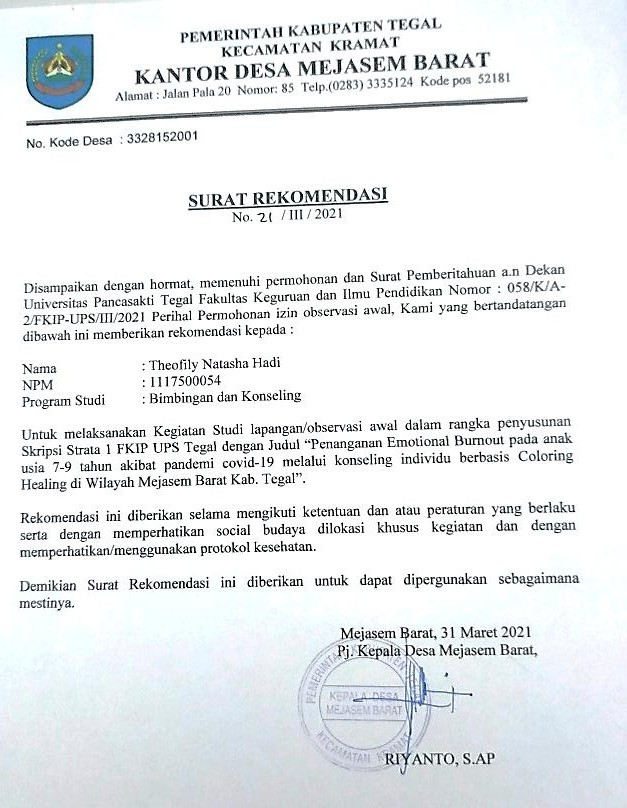 PEMERINTAH KABUPATEN TEGAL
KECAMATAN KRAMAT
KANTOR DESA MEJASEM BARAT
Alamat : Jalan Pala 20 Nomor: 85 Telp.(0283) 3335124 Kode pos 52181
No. Kode Desa : 3328152001
SURAT REKOMENDASI
No. 21 / III / 2021
Disampaikan dengan hormat, memenuhi permohonan dan Surat Pemberitahuan a.n Dekan
Universitas Pancasakti Tegal Fakultas Keguruan dan Ilmu Pendidikan Nomor : 058/K/A-
2/FKIP-UPS/III/2021 Perihal Permohonan izin observasi awal, Kami yang bertandatangan
dibawah ini memberikan rekomendasi kepada :
Nama : Theofily Natasha Hadi
NPM : 1117500054
Program Studi : Bimbingan dan Konseling
Untuk melaksanakan Kegiatan Studi lapangan/observasi awal dalam rangka penyusunan
Skripsi Strata 1 FKIP UPS Tegal dengan Judul “Penanganan Emotional Burnout pada anak
usia 7-9 tahun akibat pandemi covid-19 melalui konseling individu berbasis Coloring
Healing di Wilayah Mejasem Barat Kab. Tegal”.
Rekomendasi ini diberikan selama mengikuti ketentuan dan atau peraturan yang berlaku
serta dengan memperhatikan social budaya dilokasi khusus kegiatan dan dengan
memperhatikan/menggunakan protokol kesehatan.
Demikian Surat Rekomendasi ini diberikan untuk dapat dipergunakan sebagaimana
mestinya.
Mejasem Barat, 31 Maret 2021
Pj. Kepala Desa Mejasem Barat,
PEMERINTAH KABUPATEN
KEPALA DESA
MEJASEM BARAT
KECAMATAN KRAMAT
RIYANTO, S.AP